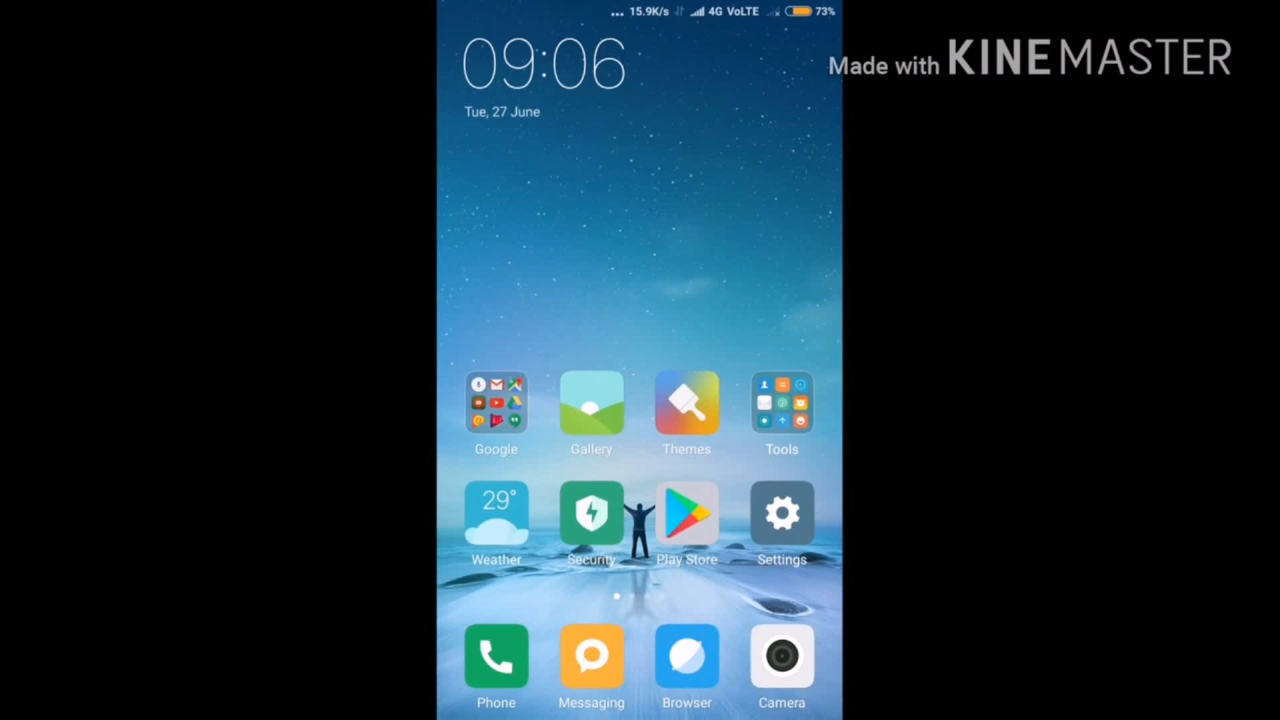 ... 15.9K/s 4G VoLTE 73%
09:06
Made with KINEMASTER
Tue, 27 June
Google Gallery Themes Tools
29°
Weather Security Play Store Settings
Phone Messaging Browser Camera